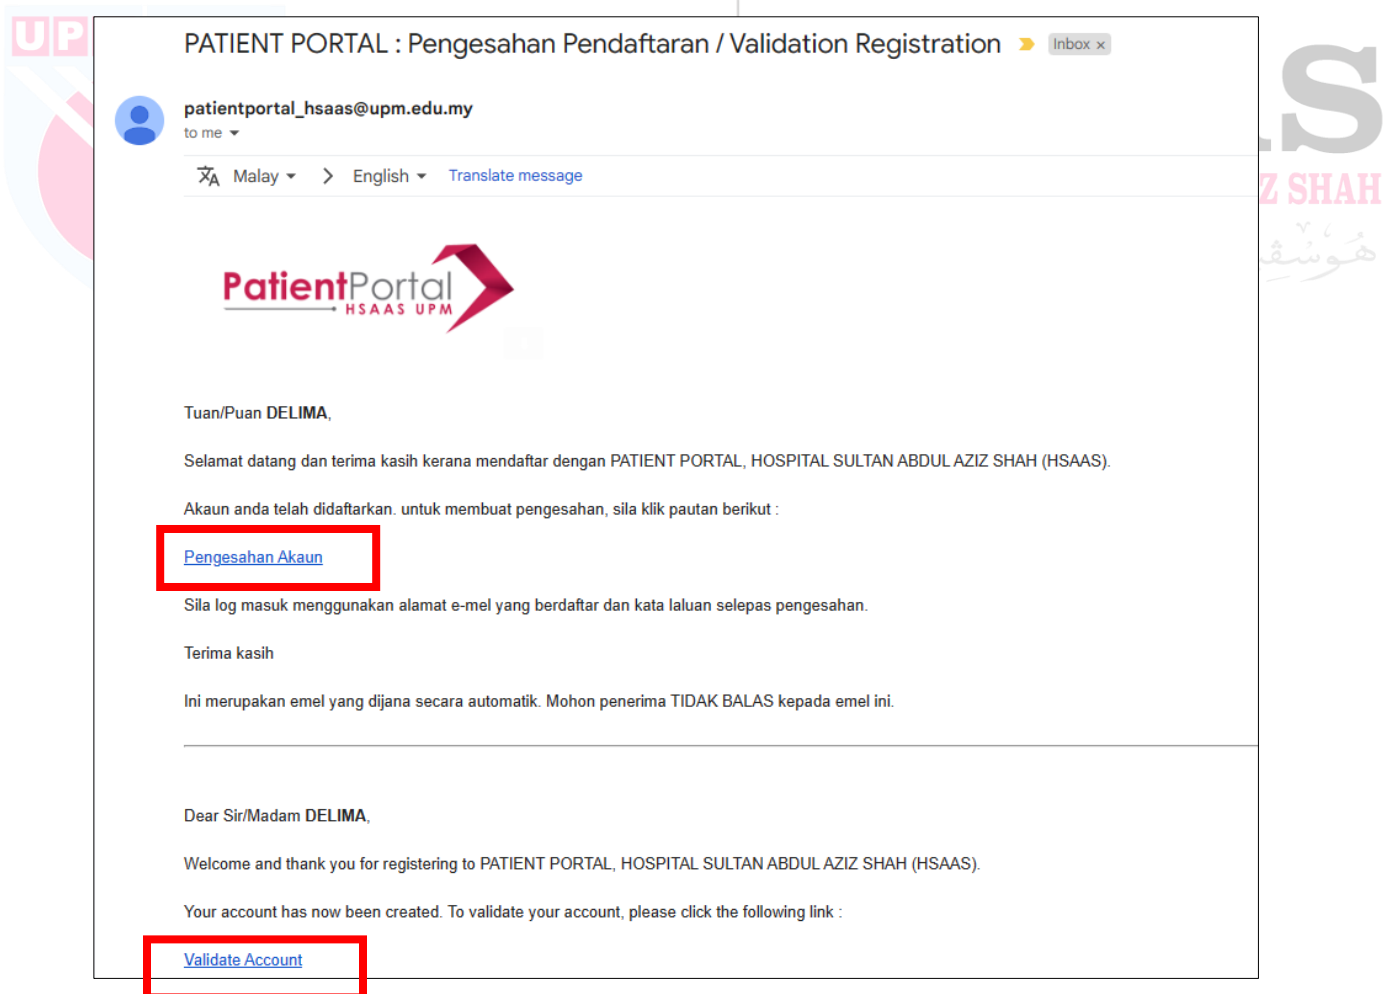 UP
PATIENT PORTAL : Pengesahan Pendaftaran / Validation Registration Inbox x
patientportal_hsaas@upm.edu.my
to me
Malay > English Translate message
S
Z SHAH
PatientPortal
HSAAS UPM
Tuan/Puan DELIMA,
Selamat datang dan terima kasih kerana mendaftar dengan PATIENT PORTAL, HOSPITAL SULTAN ABDUL AZIZ SHAH (HSAAS).
Akaun anda telah didaftarkan. untuk membuat pengesahan, sila klik pautan berikut :
Pengesahan Akaun
Sila log masuk menggunakan alamat e-mel yang berdaftar dan kata laluan selepas pengesahan.
Terima kasih
Ini merupakan emel yang dijana secara automatik. Mohon penerima TIDAK BALAS kepada emel ini.
Dear Sir/Madam DELIMA,
Welcome and thank you for registering to PATIENT PORTAL, HOSPITAL SULTAN ABDUL AZIZ SHAH (HSAAS).
Your account has now been created. To validate your account, please click the following link :
Validate Account